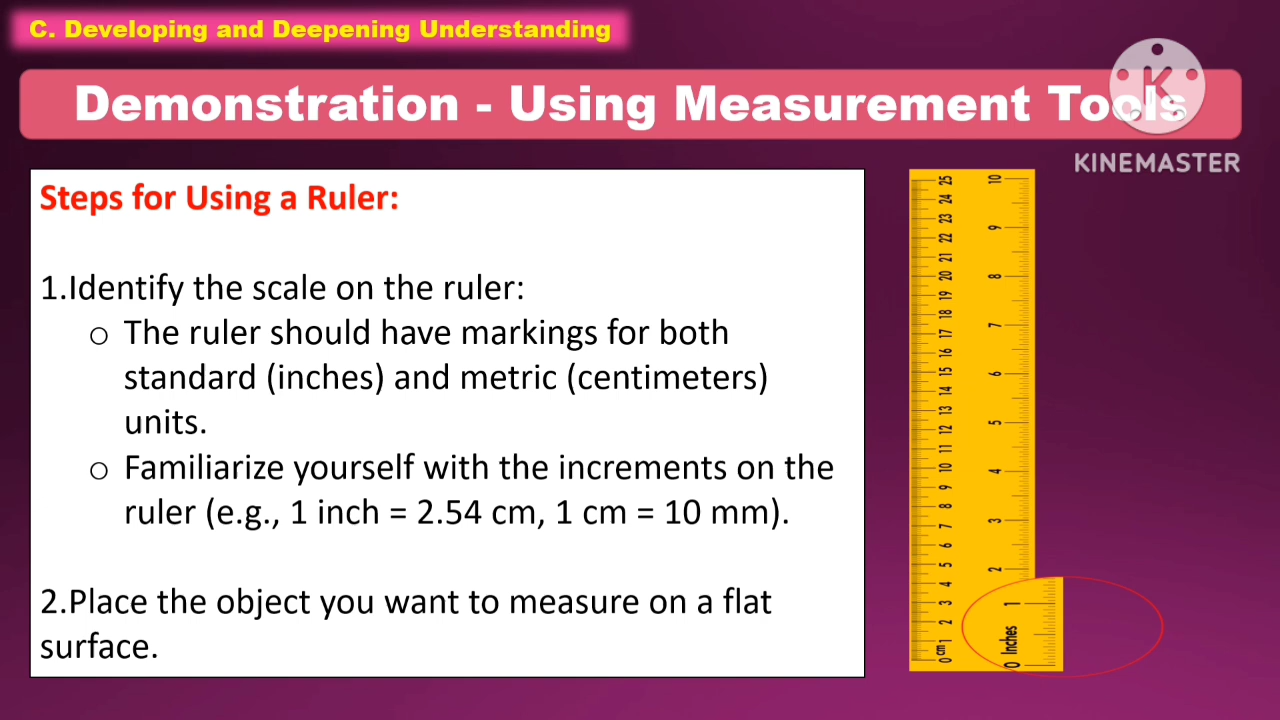 C. Developing and Deepening Understanding
Demonstration - Using Measurement Tools
K
KINEMASTER
Steps for Using a Ruler:
1.Identify the scale on the ruler:
o The ruler should have markings for both
standard (inches) and metric (centimeters)
units.
o Familiarize yourself with the increments on the
ruler (e.g., 1 inch = 2.54 cm, 1 cm = 10 mm).
2.Place the object you want to measure on a flat
surface.
0 cm 1 2 3 4 5 6 7 8 9 10 11 12 13 14 15 16 17 18 19 20 21 22 23 24 25
0 Inches 1 2 3 4 5 6 7 8 9 10